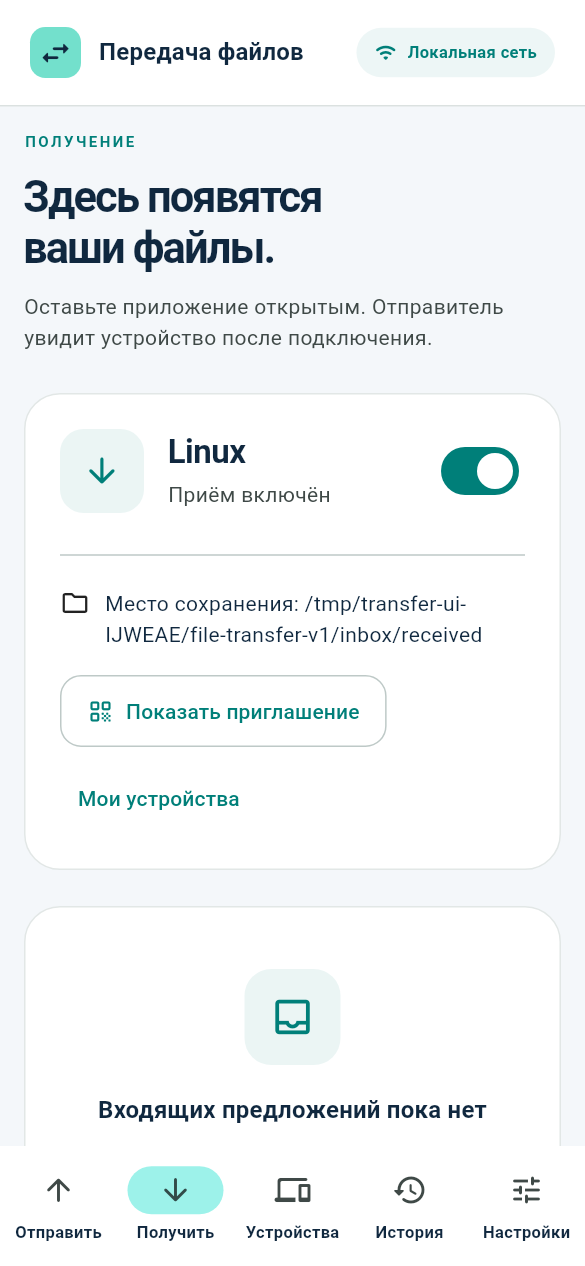 Передача файлов
Локальная сеть
ПОЛУЧЕНИЕ
Здесь появятся
ваши файлы.
Оставьте приложение открытым. Отправитель
увидит устройство после подключения.
Linux
Приём включён
Место сохранения: /tmp/transfer-ui-
IJWEAE/file-transfer-v1/inbox/received
Показать приглашение
Мои устройства
Входящих предложений пока нет
Отправить
Получить
Устройства
История
Настройки